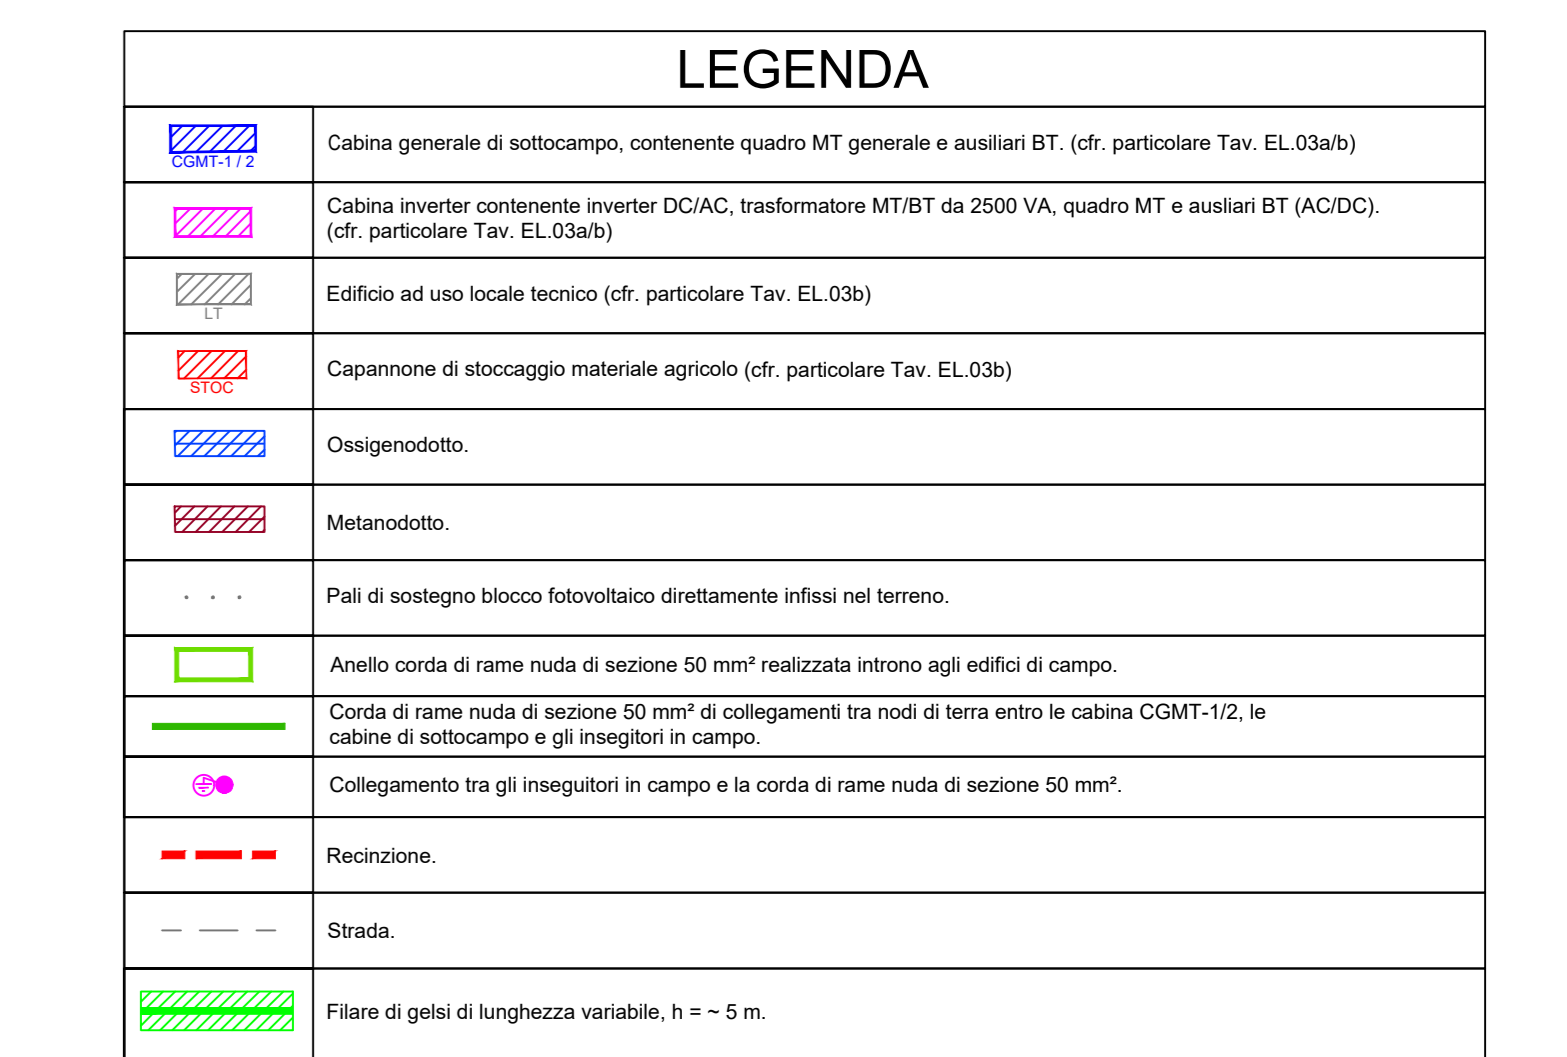 LEGENDA
CGMT-1 / 2
Cabina generale di sottocampo, contenente quadro MT generale e ausiliari BT. (cfr. particolare Tav. EL.03a/b)
Cabina inverter contenente inverter DC/AC, trasformatore MT/BT da 2500 VA, quadro MT e ausliari BT (AC/DC).
(cfr. particolare Tav. EL.03a/b)
LT
Edificio ad uso locale tecnico (cfr. particolare Tav. EL.03b)
STOC
Capannone di stoccaggio materiale agricolo (cfr. particolare Tav. EL.03b)
Ossigenodotto.
Metanodotto.
Pali di sostegno blocco fotovoltaico direttamente infissi nel terreno.
Anello corda di rame nuda di sezione 50 mm² realizzata introno agli edifici di campo.
Corda di rame nuda di sezione 50 mm² di collegamenti tra nodi di terra entro le cabina CGMT-1/2, le
cabine di sottocampo e gli insegitori in campo.
Collegamento tra gli inseguitori in campo e la corda di rame nuda di sezione 50 mm².
Recinzione.
Strada.
Filare di gelsi di lunghezza variabile, h = ~ 5 m.